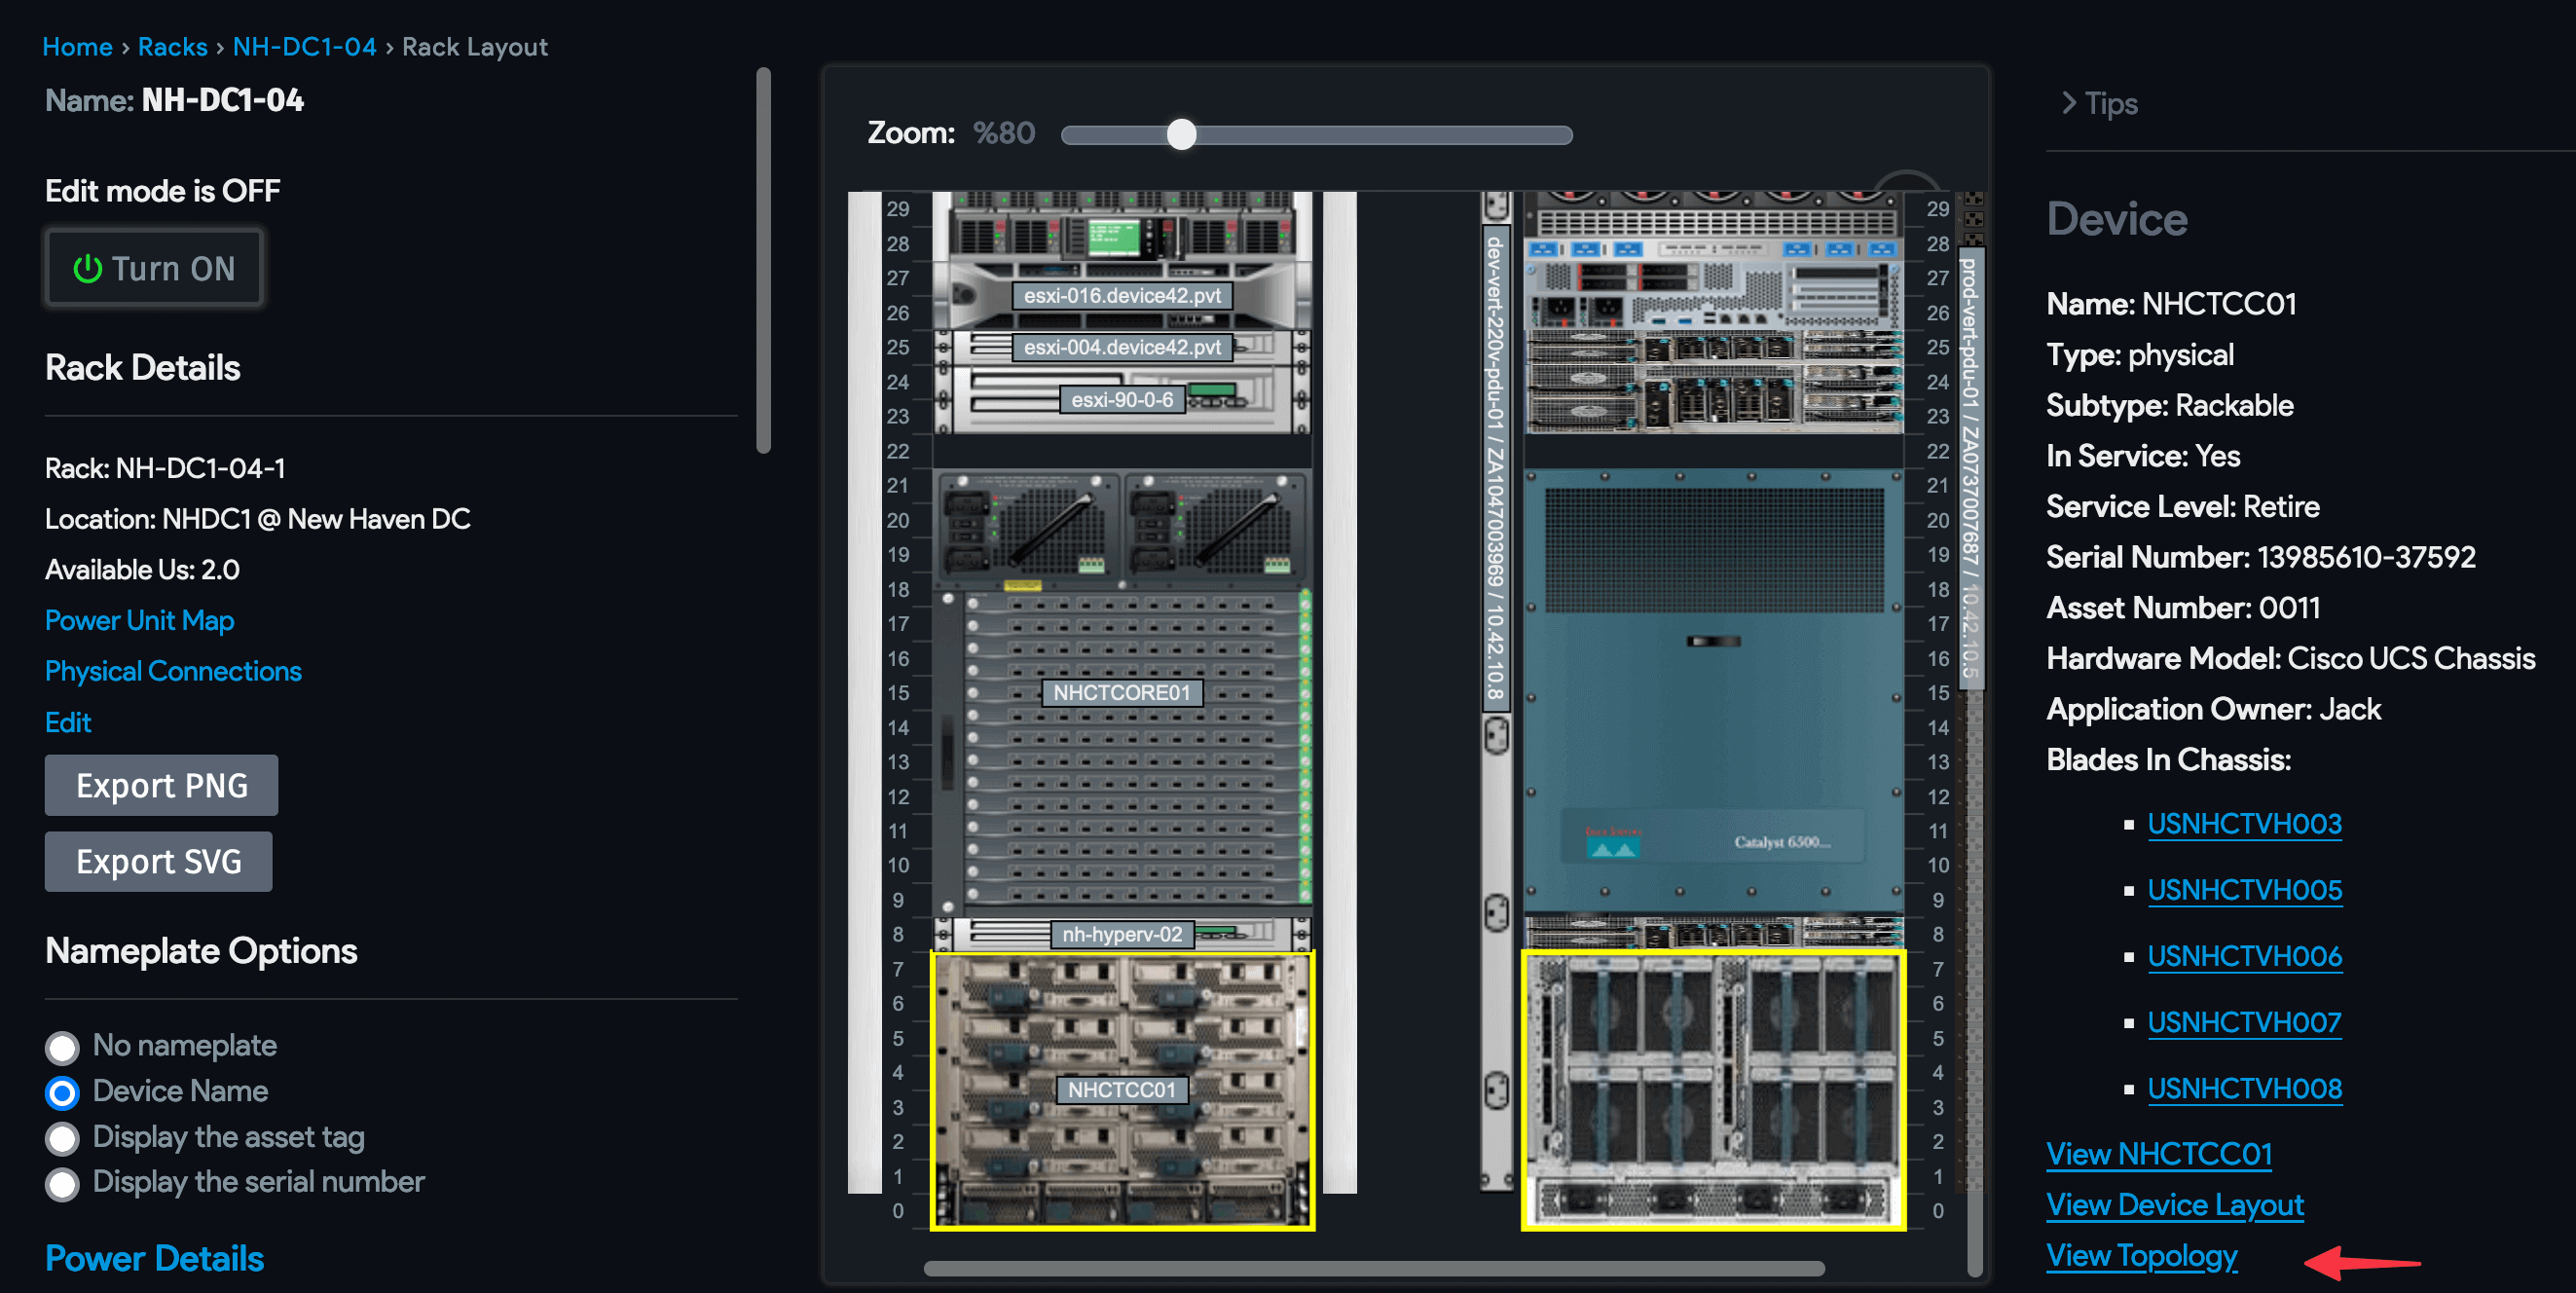 Home › Racks › NH-DC1-04 › Rack Layout
Name: NH-DC1-04
Edit mode is OFF
Turn ON
Rack Details
Rack: NH-DC1-04-1
Location: NHDC1 @ New Haven DC
Available Us: 2.0
Power Unit Map
Physical Connections
Edit
Export PNG
Export SVG
Nameplate Options
No nameplate
Device Name
Display the asset tag
Display the serial number
Power Details
Zoom: %80
29
28
27
26
25
24
23
22
21
20
19
18
17
16
15
14
13
12
11
10
9
8
7
6
5
4
3
2
1
0
esxi-016.device42.pvt
esxi-004.device42.pvt
esxi-90-0-6
NHCTCORE01
nh-hyperv-02
NHCTCC01
dev-vert-220v-pdu-01 / ZA1047003969 / 10.42.10.8
Catalyst 6500
29
28
27
26
25
24
23
22
21
20
19
18
17
16
15
14
13
12
11
10
9
8
7
6
5
4
3
2
1
0
prod-vert-pdu-01 / ZA0737007687 / 10.42.10.5
Tips
Device
Name: NHCTCC01
Type: physical
Subtype: Rackable
In Service: Yes
Service Level: Retire
Serial Number: 13985610-37592
Asset Number: 0011
Hardware Model: Cisco UCS Chassis
Application Owner: Jack
Blades In Chassis:
USNHCTVH003
USNHCTVH005
USNHCTVH006
USNHCTVH007
USNHCTVH008
View NHCTCC01
View Device Layout
View Topology